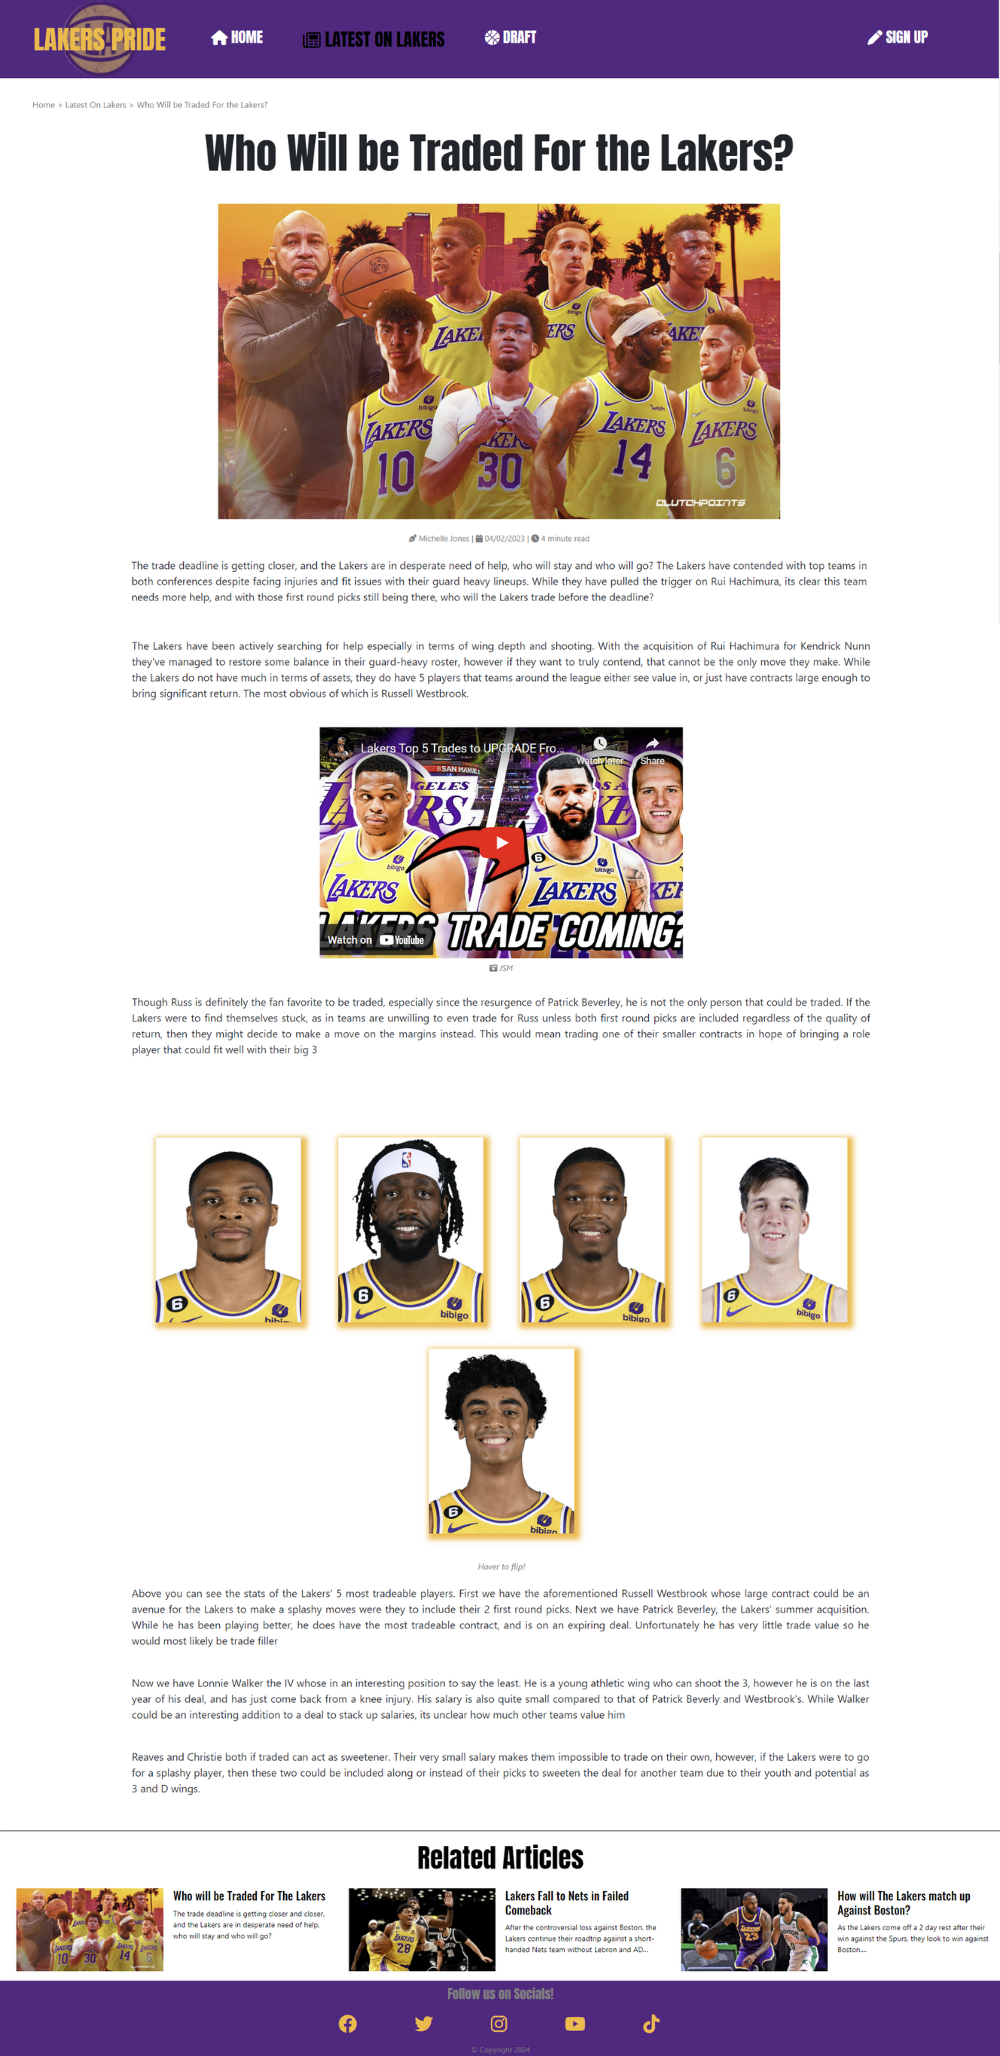 LAKERS PRIDE
HOME
LATEST ON LAKERS
DRAFT
SIGN UP
Home > Latest On Lakers > Who Will be Traded For the Lakers?
Who Will be Traded For the Lakers?
LAKERS
10
30
LAKERS
14
LAKERS
6
bibigo
CLUTCHPOINTS
Michelle Jones | 04/02/2023 | 4 minute read
The trade deadline is getting closer, and the Lakers are in desperate need of help, who will stay and who will go? The Lakers have contended with top teams in
both conferences despite facing injuries and fit issues with their guard heavy lineups. While they have pulled the trigger on Rui Hachimura, its clear this team
needs more help, and with those first round picks still being there, who will the Lakers trade before the deadline?
The Lakers have been actively searching for help especially in terms of wing depth and shooting. With the acquisition of Rui Hachimura for Kendrick Nunn
they've managed to restore some balance in their guard-heavy roster, however if they want to truly contend, that cannot be the only move they make. While
the Lakers do not have much in terms of assets, they do have 5 players that teams around the league either see value in, or just have contracts large enough to
bring significant return. The most obvious of which is Russell Westbrook.
Lakers Top 5 Trades to UPGRADE Fro...
Watch later
Share
LAKERS
LAKERS
LAKERS TRADE COMING?
Watch on YouTube
JSM
Though Russ is definitely the fan favorite to be traded, especially since the resurgence of Patrick Beverley, he is not the only person that could be traded. If the
Lakers were to find themselves stuck, as in teams are unwilling to even trade for Russ unless both first round picks are included regardless of the quality of
return, then they might decide to make a move on the margins instead. This would mean trading one of their smaller contracts in hope of bringing a role
player that could fit well with their big 3
6
6
bibigo
6
6
bibigo
6
Hover to flip!
Above you can see the stats of the Lakers' 5 most tradeable players. First we have the aforementioned Russell Westbrook whose large contract could be an
avenue for the Lakers to make a splashy moves were they to include their 2 first round picks. Next we have Patrick Beverley, the Lakers' summer acquisition.
While he has been playing better, he does have the most tradeable contract, and is on an expiring deal. Unfortunately he has very little trade value so he
would most likely be trade filler
Now we have Lonnie Walker the IV whose in an interesting position to say the least. He is a young athletic wing who can shoot the 3, however he is on the last
year of his deal, and has just come back from a knee injury. His salary is also quite small compared to that of Patrick Beverly and Westbrook's. While Walker
could be an interesting addition to a deal to stack up salaries, its unclear how much other teams value him
Reaves and Christie both if traded can act as sweetener. Their very small salary makes them impossible to trade on their own, however, if the Lakers were to go
for a splashy player, then these two could be included along or instead of their picks to sweeten the deal for another team due to their youth and potential as
3 and D wings.
Related Articles
Who will be Traded For The Lakers
The trade deadline is getting closer and closer,
and the Lakers are in desperate need of help,
who will stay and who will go?
Lakers Fall to Nets in Failed
Comeback
After the controversial loss against Boston, the
Lakers continue their roadtrip against a short-
handed Nets team without Lebron and AD...
How will The Lakers match up
Against Boston?
As the Lakers come off a 2 day rest after their
win against the Spurs, they look to win against
Boston....
Follow us on Socials!
© Copyright 2024